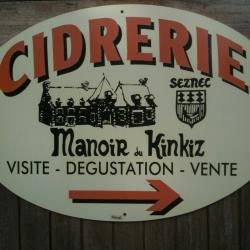 CIDRERIE
SEZNEC
Manoir du Kinkiz
VISITE - DEGUSTATION - VENTE